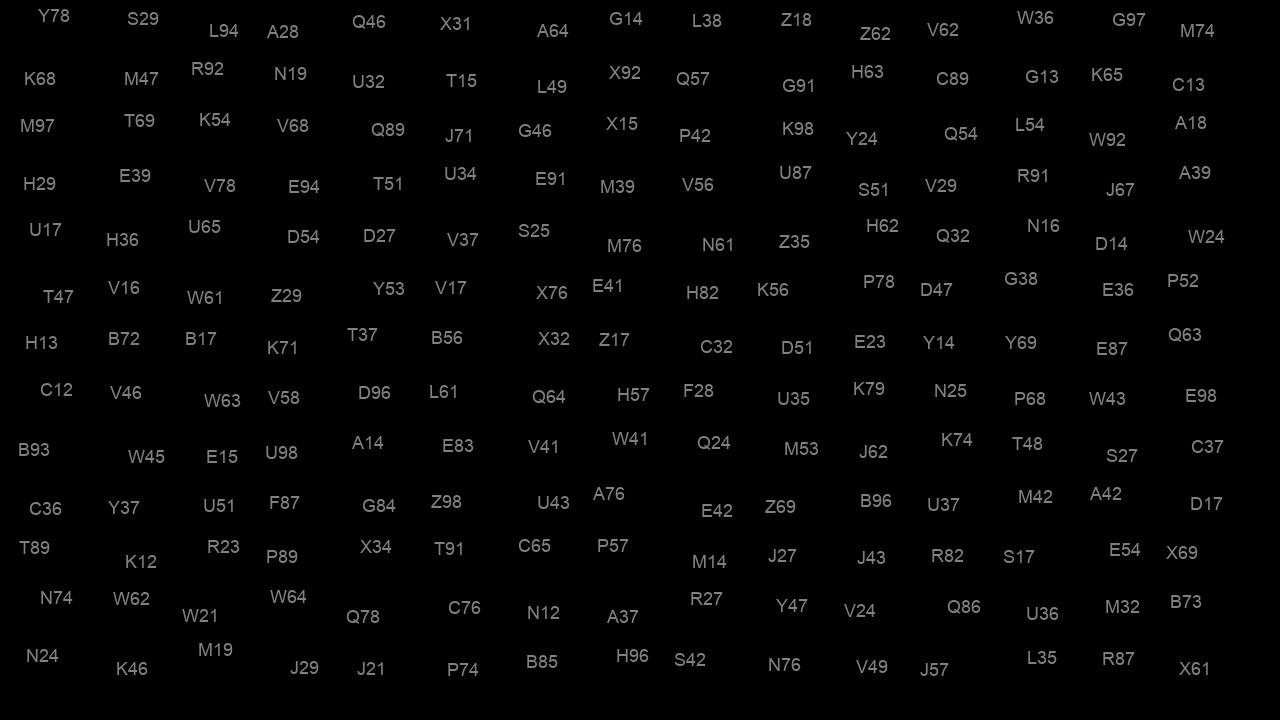 Y78 S29 L94 A28 Q46 X31 A64 G14 L38 Z18 Z62 V62 W36 G97 M74
K68 M47 R92 N19 U32 T15 L49 X92 Q57 G91 H63 C89 G13 K65 C13
M97 T69 K54 V68 Q89 J71 G46 X15 P42 K98 Y24 Q54 L54 W92 A18
H29 E39 V78 E94 T51 U34 E91 M39 V56 U87 S51 V29 R91 J67 A39
U17 H36 U65 D54 D27 V37 S25 M76 N61 Z35 H62 Q32 N16 D14 W24
T47 V16 W61 Z29 Y53 V17 X76 E41 H82 K56 P78 D47 G38 E36 P52
H13 B72 B17 K71 T37 B56 X32 Z17 C32 D51 E23 Y14 Y69 E87 Q63
C12 V46 W63 V58 D96 L61 Q64 H57 F28 U35 K79 N25 P68 W43 E98
B93 W45 E15 U98 A14 E83 V41 W41 Q24 M53 J62 K74 T48 S27 C37
C36 Y37 U51 F87 G84 Z98 U43 A76 E42 Z69 B96 U37 M42 A42 D17
T89 K12 R23 P89 X34 T91 C65 P57 M14 J27 J43 R82 S17 E54 X69
N74 W62 W21 W64 Q78 C76 N12 A37 R27 Y47 V24 Q86 U36 M32 B73
N24 K46 M19 J29 J21 P74 B85 H96 S42 N76 V49 J57 L35 R87 X61